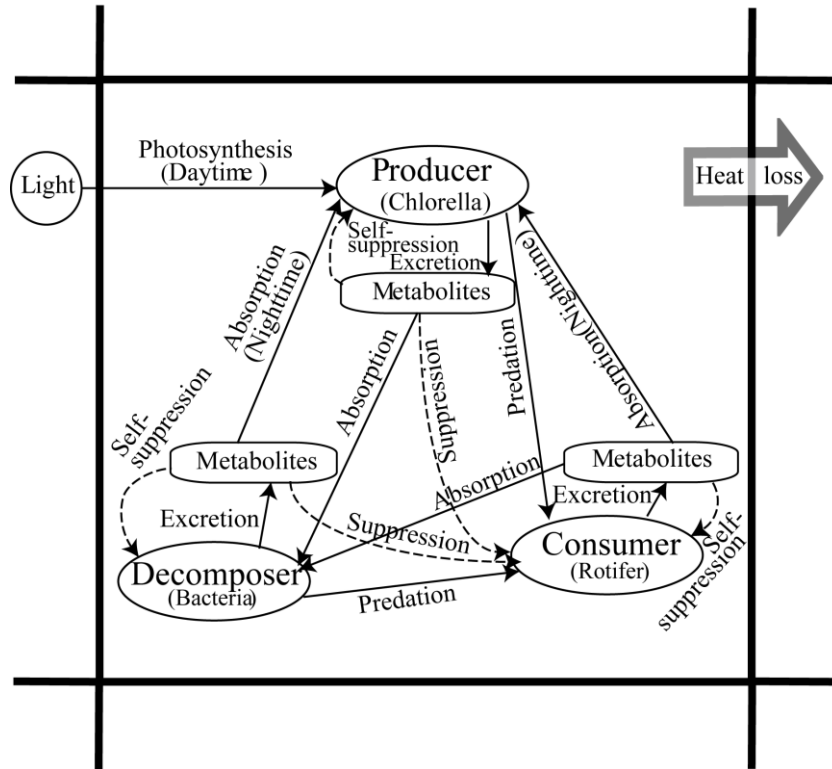 Photosynthesis
(Daytime)
Light
Producer
(Chlorella)
Heat loss
Self-
suppression
Excretion
Metabolites
Absorption
(Nighttime)
Absorption(Nighttime)
Absorption
Suppression
Predation
Self-
suppression
Metabolites
Absorption
Metabolites
Excretion
Suppression
Excretion
Self-
suppression
Decomposer
(Bacteria)
Predation
Consumer
(Rotifer)